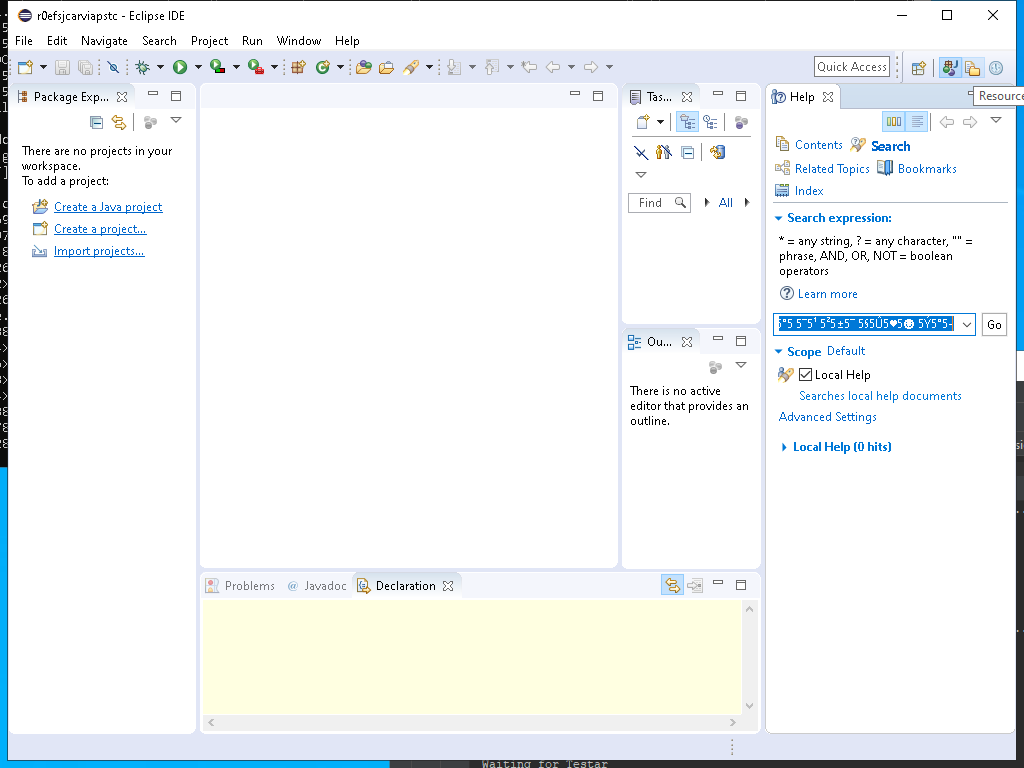 r0efsjcarviapstc - Eclipse IDE
File Edit Navigate Search Project Run Window Help
Quick Access
Resource
Package Exp...
There are no projects in your
workspace.
To add a project:
Create a Java project
Create a project...
Import projects...
Tas...
Find
All
Ou...
There is no active
editor that provides an
outline.
Help
Contents Search
Related Topics Bookmarks
Index
Search expression:
* = any string, ? = any character, "" =
phrase, AND, OR, NOT = boolean
operators
Learn more
Go
Scope Default
Local Help
Searches local help documents
Advanced Settings
Local Help (0 hits)
Problems @ Javadoc Declaration
Waiting for Testar